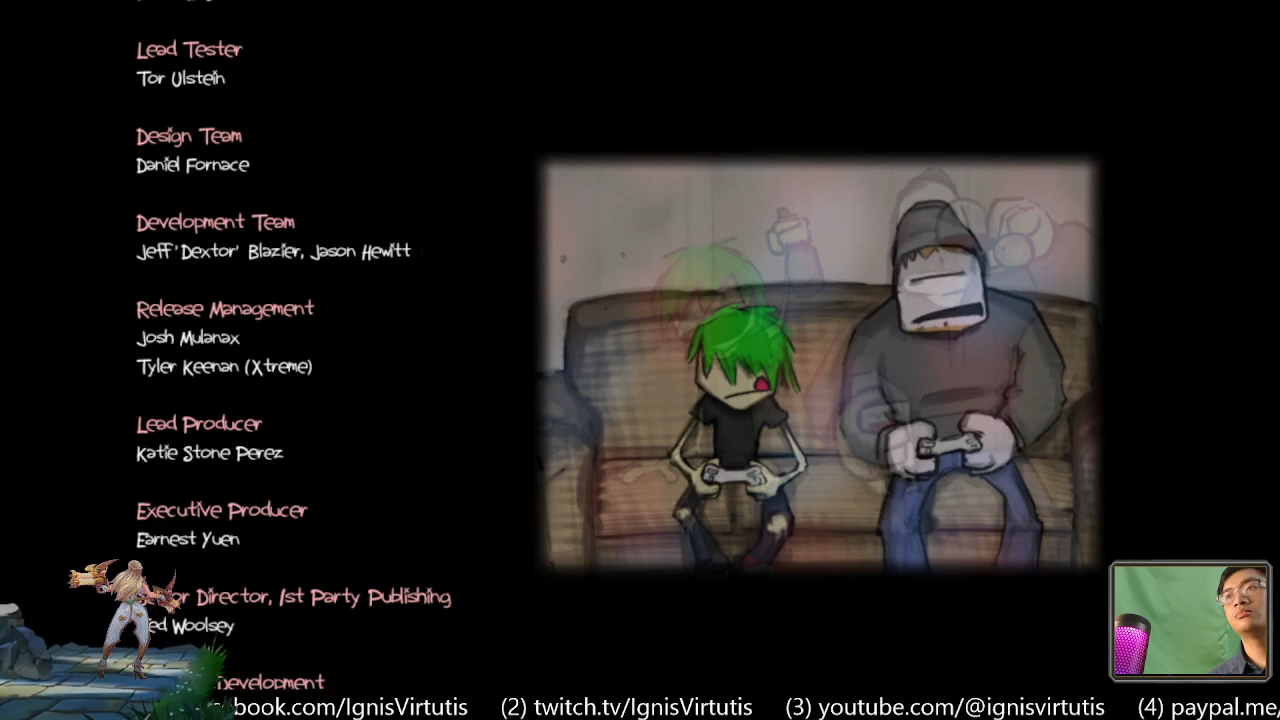 Lead Tester
Tor Ulstein
Design Team
Daniel Fornace
Development Team
Jeff 'Dextor' Blazier, Jason Hewitt
Release Management
Josh Mulanax
Tyler Keenan (Xtreme)
Lead Producer
Katie Stone Perez
Executive Producer
Earnest Yuen
Director, 1st Party Publishing
Woolsey
Development
book.com/IgnisVirtutis (2) twitch.tv/IgnisVirtutis (3) youtube.com/@ignisvirtutis (4) paypal.me/